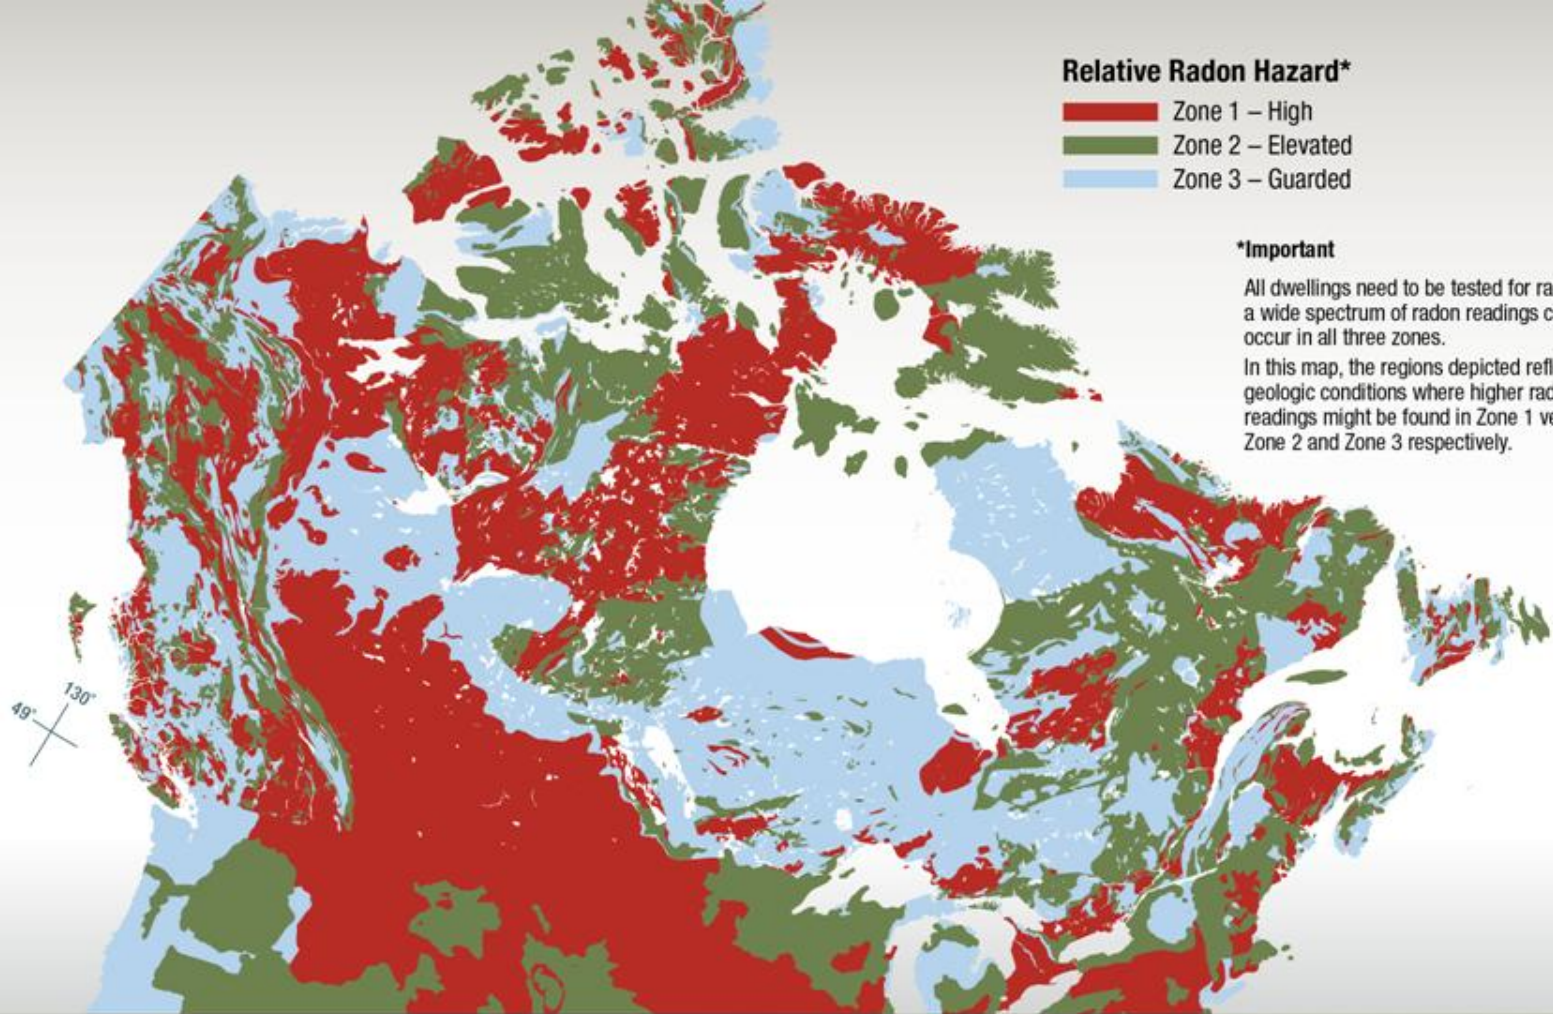 Relative Radon Hazard*
Zone 1 – High
Zone 2 – Elevated
Zone 3 – Guarded
*Important
All dwellings need to be tested for
a wide spectrum of radon readings
occur in all three zones.
In this map, the regions depicted
geologic conditions where higher
readings might be found in Zone 1
Zone 2 and Zone 3 respectively.
130°
49°